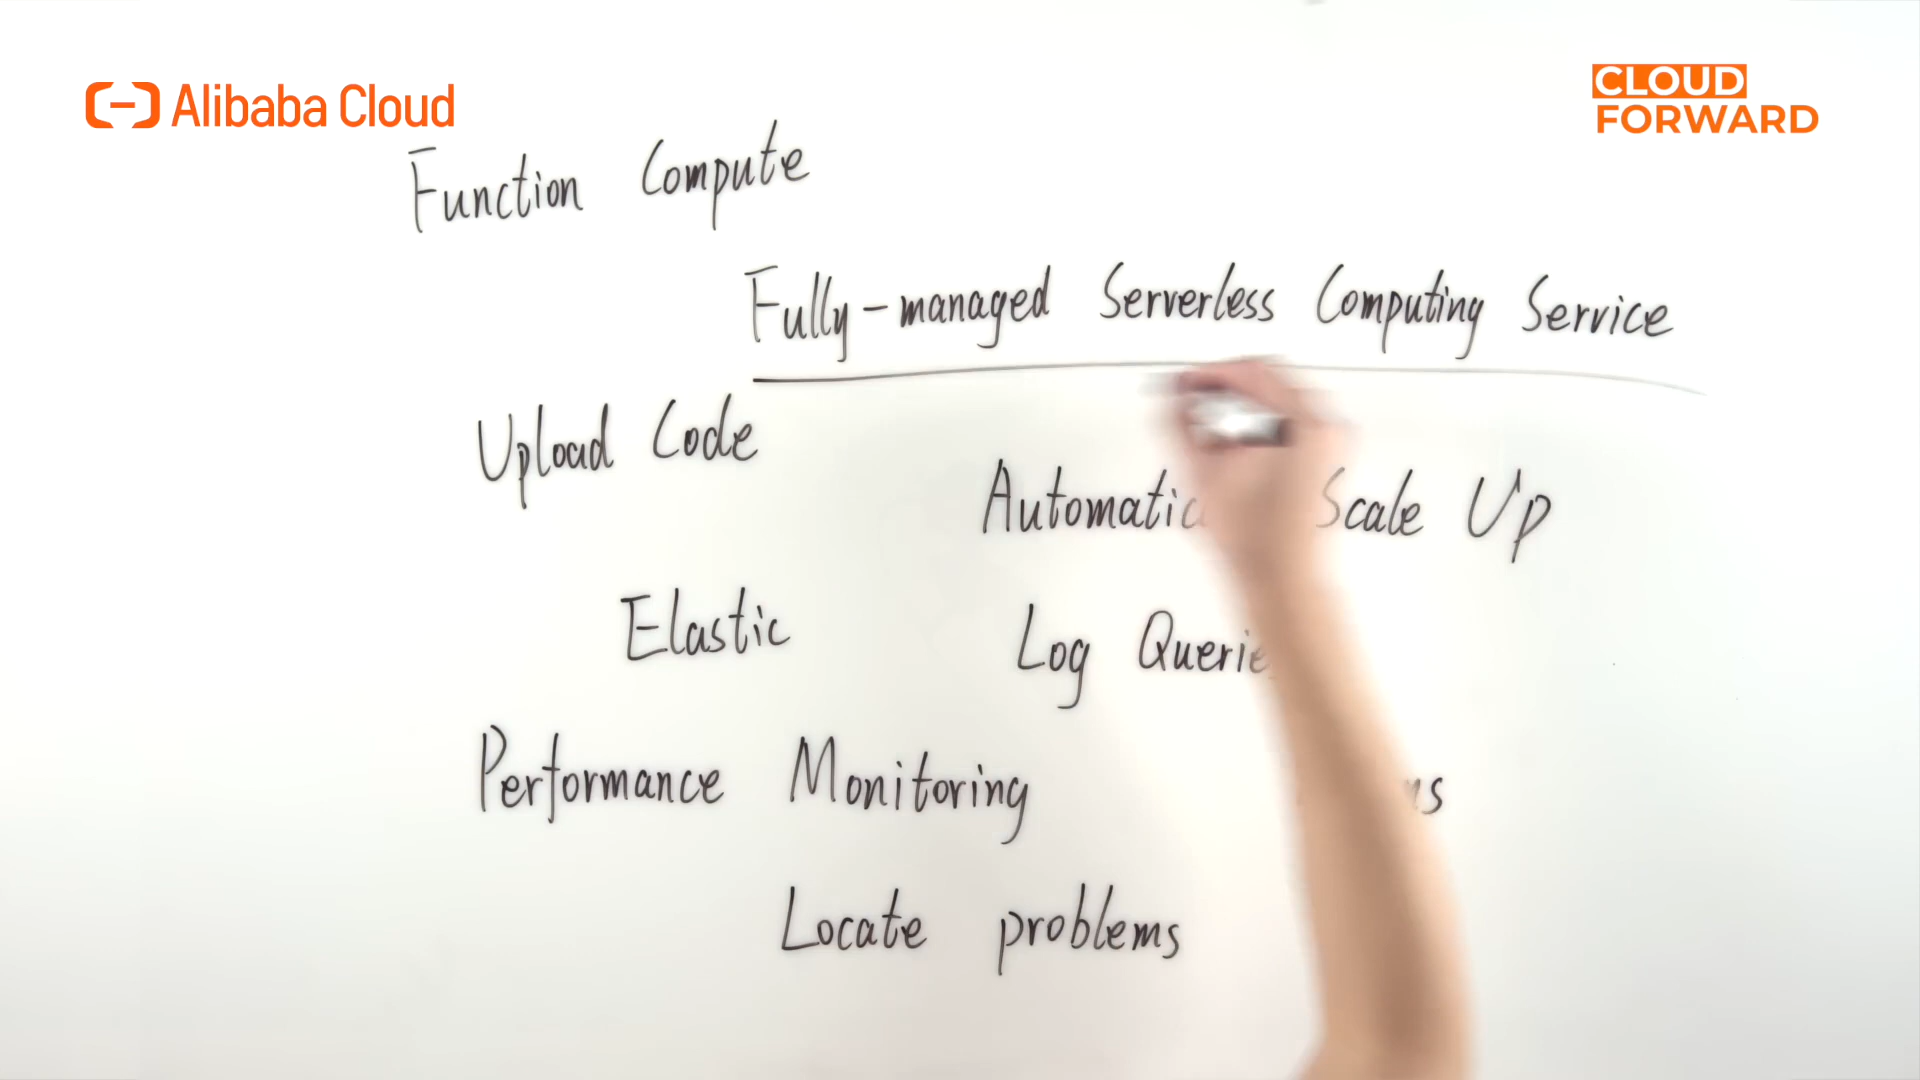 Alibaba Cloud
CLOUD
FORWARD
Function Compute
Fully-managed Serverless Computing Service
Upload Code
Scale Up
Elastic
Log
Performance Monitoring
Locate problems